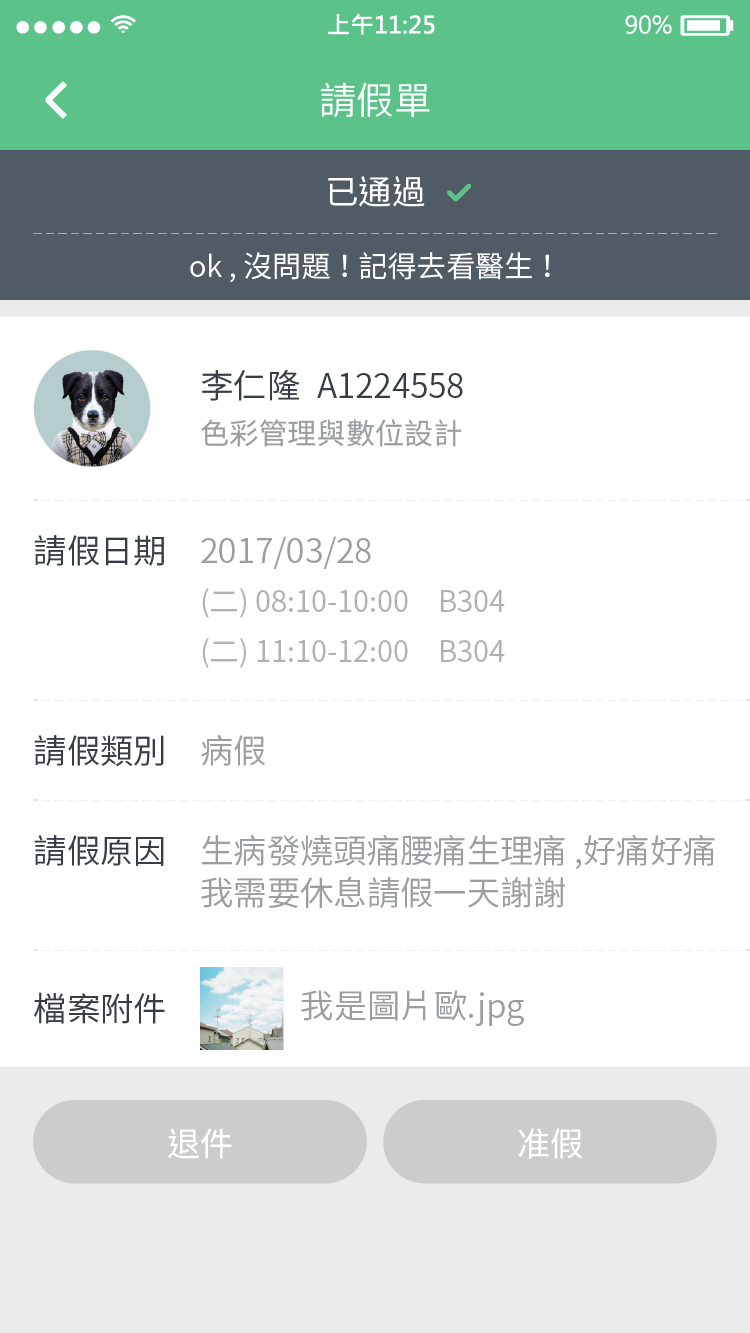 上午11:25
90%
請假單
已通過
ok , 沒問題！記得去看醫生！
李仁隆 A1224558
色彩管理與數位設計
請假日期 2017/03/28
(二) 08:10-10:00 B304
(二) 11:10-12:00 B304
請假類別 病假
請假原因 生病發燒頭痛腰痛生理痛 ,好痛好痛
我需要休息請假一天謝謝
檔案附件 我是圖片歐.jpg
退件 准假